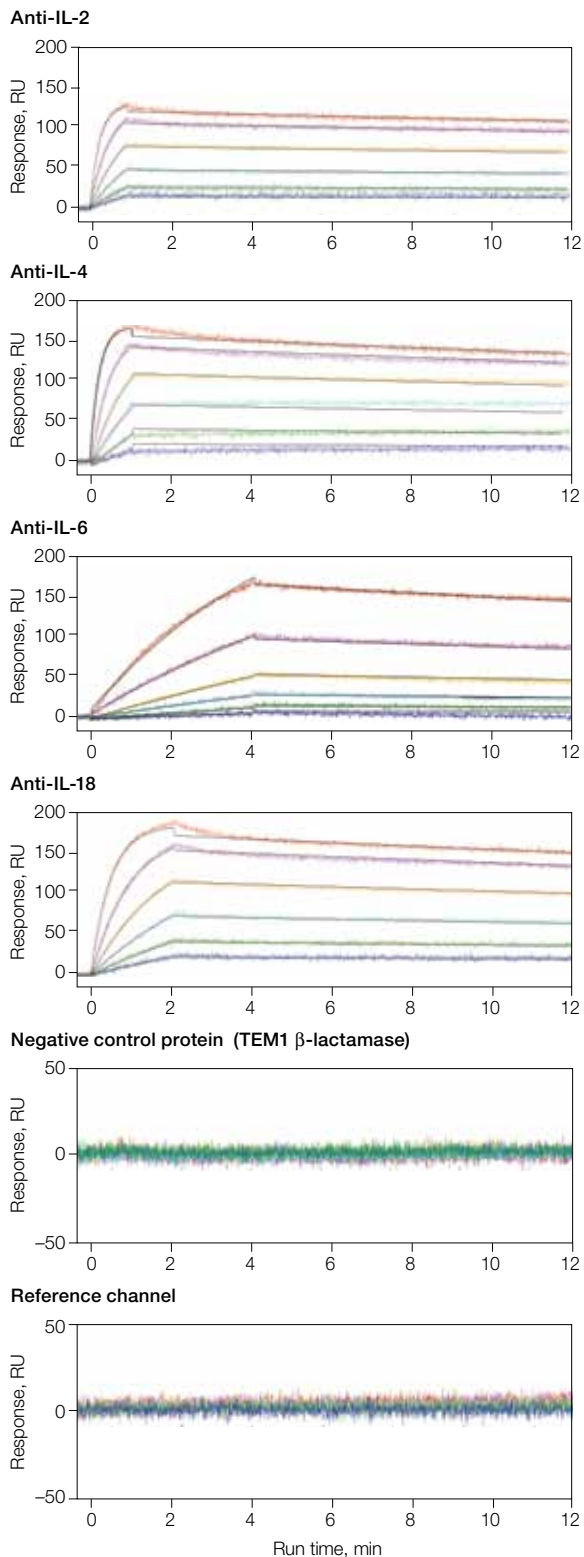 Anti-IL-2
200
150
100
50
0
Response, RU
0 2 4 6 8 10 12
Anti-IL-4
200
150
100
50
0
Response, RU
0 2 4 6 8 10 12
Anti-IL-6
200
150
100
50
0
Response, RU
0 2 4 6 8 10 12
Anti-IL-18
200
150
100
50
0
Response, RU
0 2 4 6 8 10 12
Negative control protein (TEM1 β-lactamase)
50
0
–50
Response, RU
0 2 4 6 8 10 12
Reference channel
50
0
–50
Response, RU
0 2 4 6 8 10 12
Run time, min